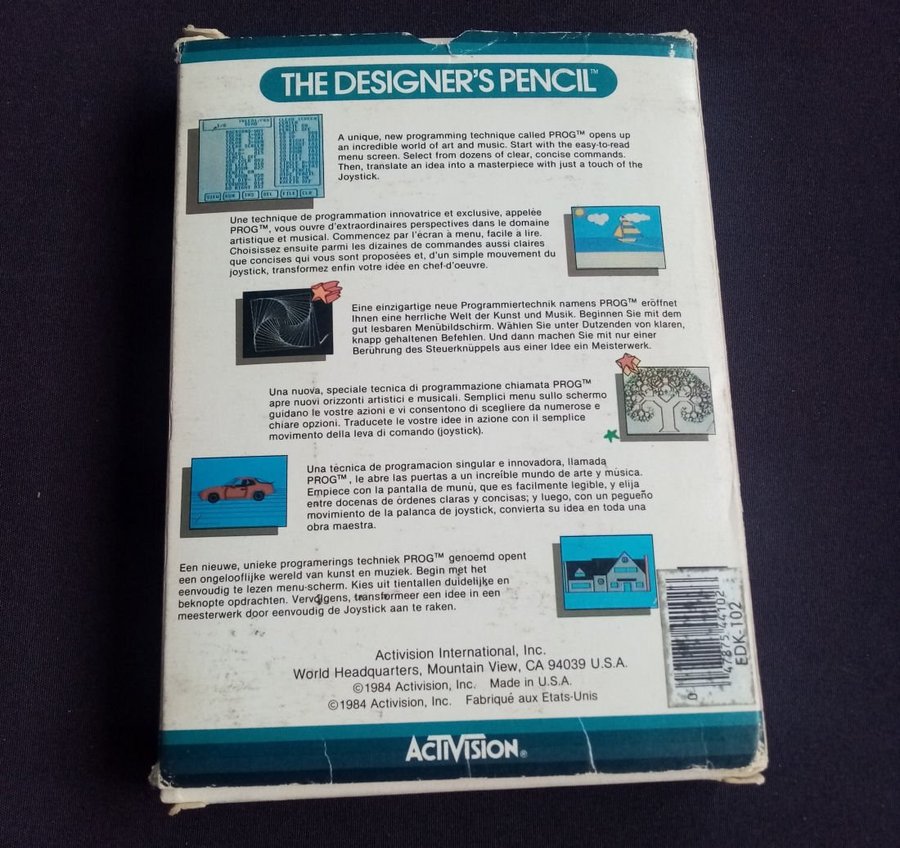 THE DESIGNER'S PENCIL™
A unique, new programming technique called PROG™ opens up
an incredible world of art and music. Start with the easy-to-read
menu screen. Select from dozens of clear, concise commands.
Then, translate an idea into a masterpiece with just a touch of the
Joystick.
Une technique de programmation innovatrice et exclusive, appelée
PROG™, vous ouvre d'extraordinaires perspectives dans le domaine
artistique et musical. Commencez par l'écran à menu, facile a lire.
Choisissez ensuite parmi les dizaines de commandes aussi claires
que concises qui vous sont proposées et, d'un simple mouvement du
joystick, transformez enfin votre idée en chef-d'oeuvre.
Eine einzigartige neue Programmiertechnik namens PROG™ eröffnet
Ihnen eine herrliche Welt der Kunst und Musik. Beginnen Sie mit dem
gut lesbaren Menübildschirm. Wählen Sie unter Dutzenden von klaren,
knapp gehaltenen Befehlen. Und dann machen Sie mit nur einer
Berührung des Steuerknüppels aus einer Idee ein Meisterwerk.
Una nuova, speciale tecnica di programmazione chiamata PROG™
apre nuovi orizzonti artistici e musicali. Semplici menu sullo schermo
guidano le vostre azioni e vi consentono di scegliere da numerose e
chiare opzioni. Traducete le vostre idee in azione con il semplice
movimento della leva di comando (joystick).
Una técnica de programacion singular e innovadora, llamada
PROG™, le abre las puertas a un increíble mundo de arte y música.
Empiece con la pantalla de munú, que es facilmente legible, y elija
entre docenas de órdenes claras y concisas; y luego, con un pegueño
movimiento de la palanca de joystick, convierta su idea en toda una
obra maestra.
Een nieuwe, unieke programerings techniek PROG™ genoemd opent
een ongelooflijke wereld van kunst en muziek. Begin met het
eenvoudig te lezen menu-scherm. Kies uit tientallen duidelijke en
beknopte opdrachten. Vervolgens, transformeer een idee in een
meesterwerk door eenvoudig de Joystick aan te raken.
Activision International, Inc.
World Headquarters, Mountain View, CA 94039 U.S.A.
©1984 Activision, Inc. Made in U.S.A.
©1984 Activision, Inc. Fabriqué aux Etats-Unis
0 47875 44102
EDK-102
ACTIVISION®